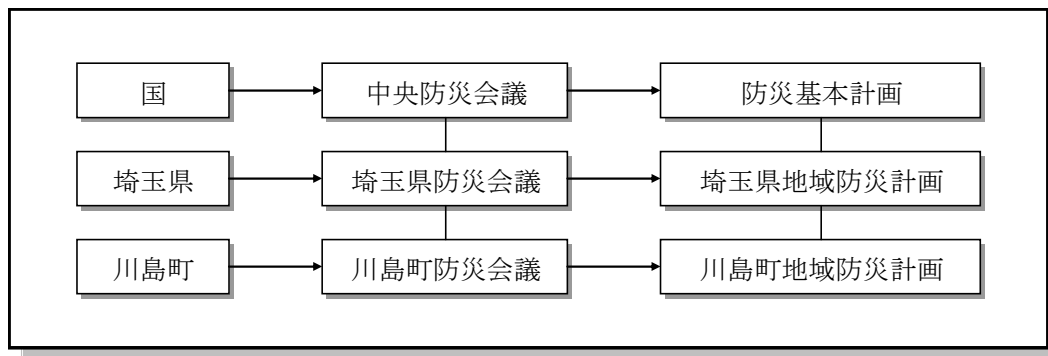 国
中央防災会議
防災基本計画
埼玉県
埼玉県防災会議
埼玉県地域防災計画
川島町
川島町防災会議
川島町地域防災計画